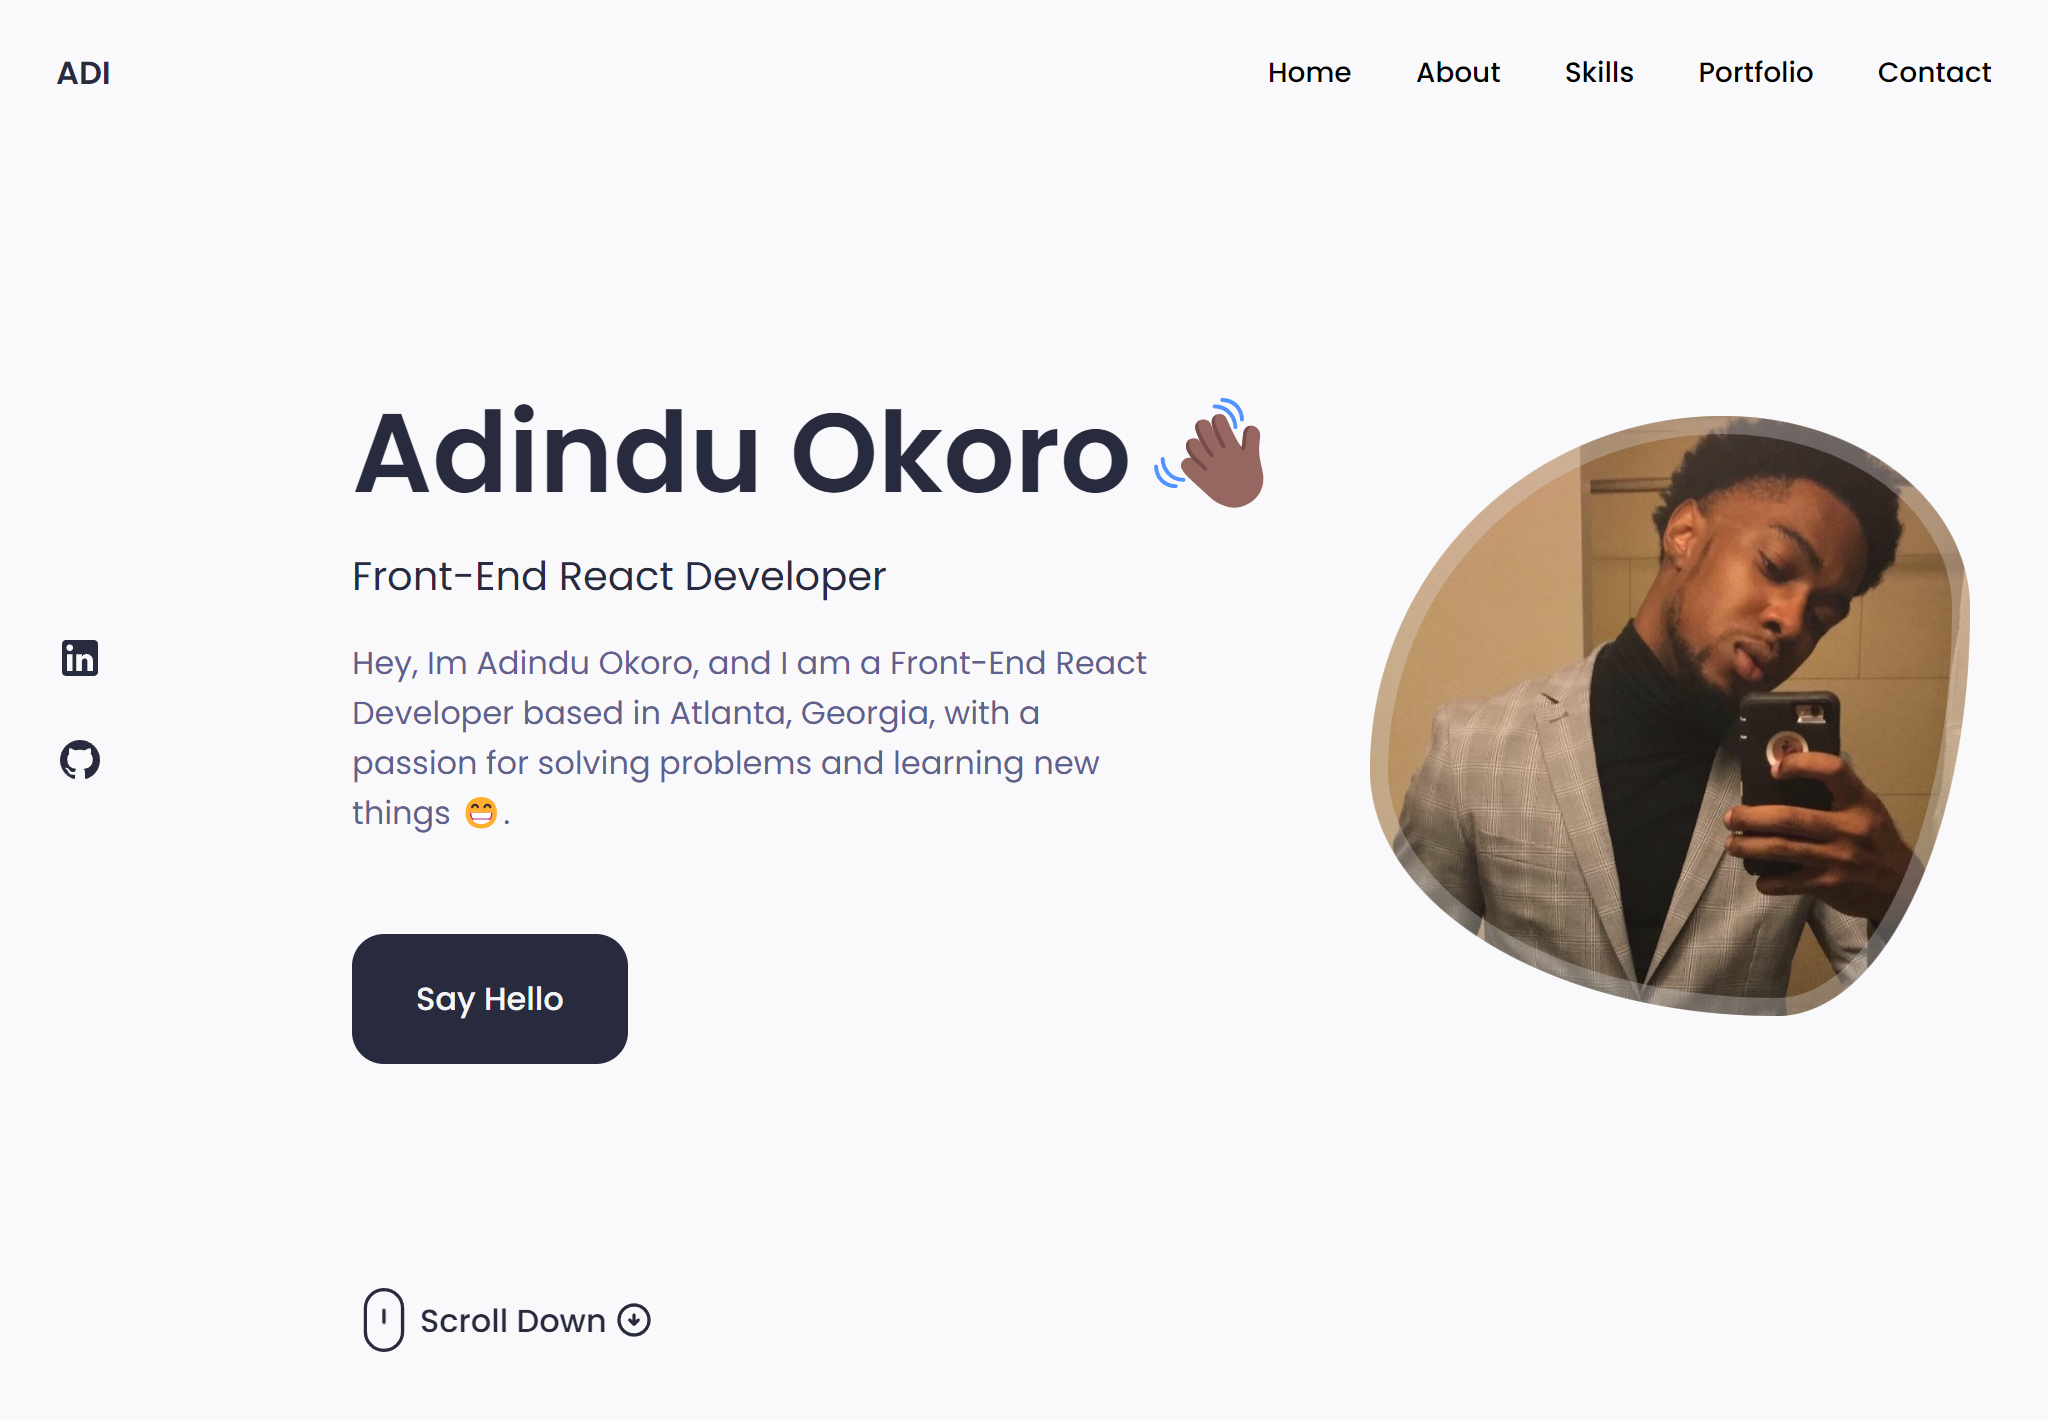 ADI
Home About Skills Portfolio Contact
Adindu Okoro 👋🏾
Front-End React Developer
Hey, Im Adindu Okoro, and I am a Front-End React
Developer based in Atlanta, Georgia, with a
passion for solving problems and learning new
things 😁.
in
Say Hello
Scroll Down